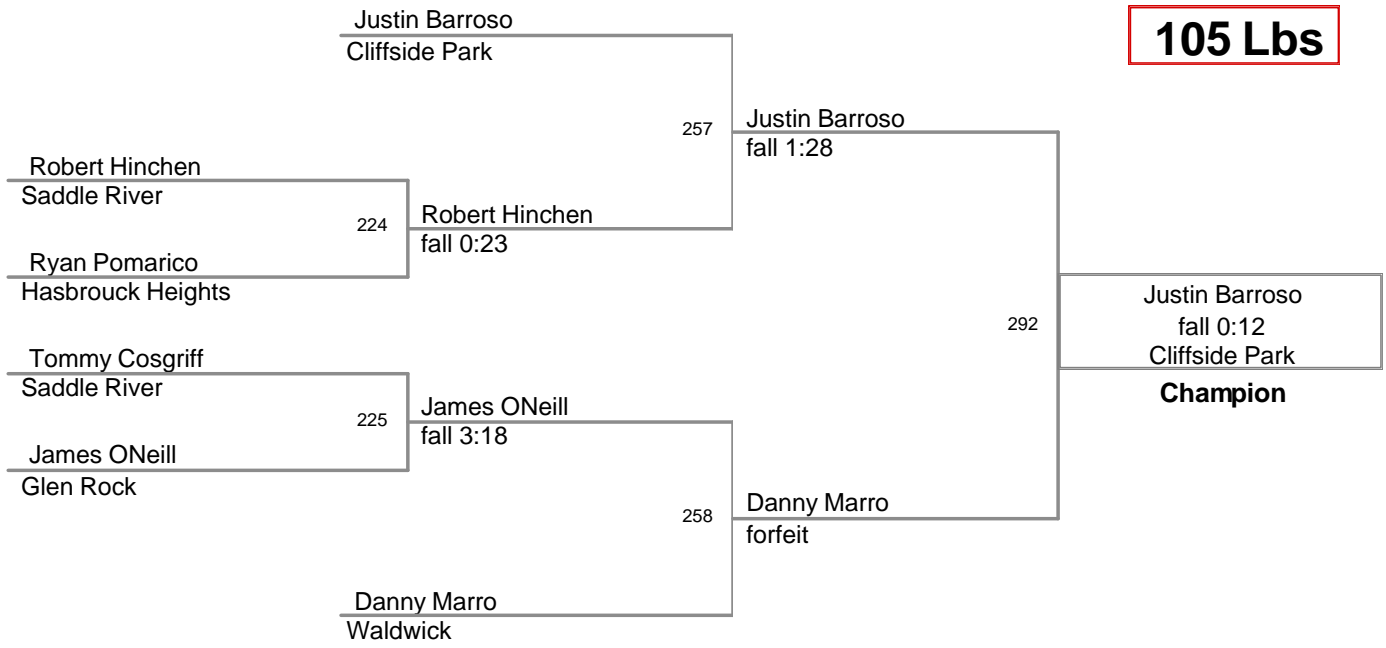 Justin Barroso
Cliffside Park
105 Lbs
257
Justin Barroso
fall 1:28
Robert Hinchen
Saddle River
224
Robert Hinchen
fall 0:23
Ryan Pomarico
Hasbrouck Heights
292
Justin Barroso
fall 0:12
Cliffside Park
Champion
Tommy Cosgriff
Saddle River
225
James ONeill
fall 3:18
James ONeill
Glen Rock
258
Danny Marro
forfeit
Danny Marro
Waldwick